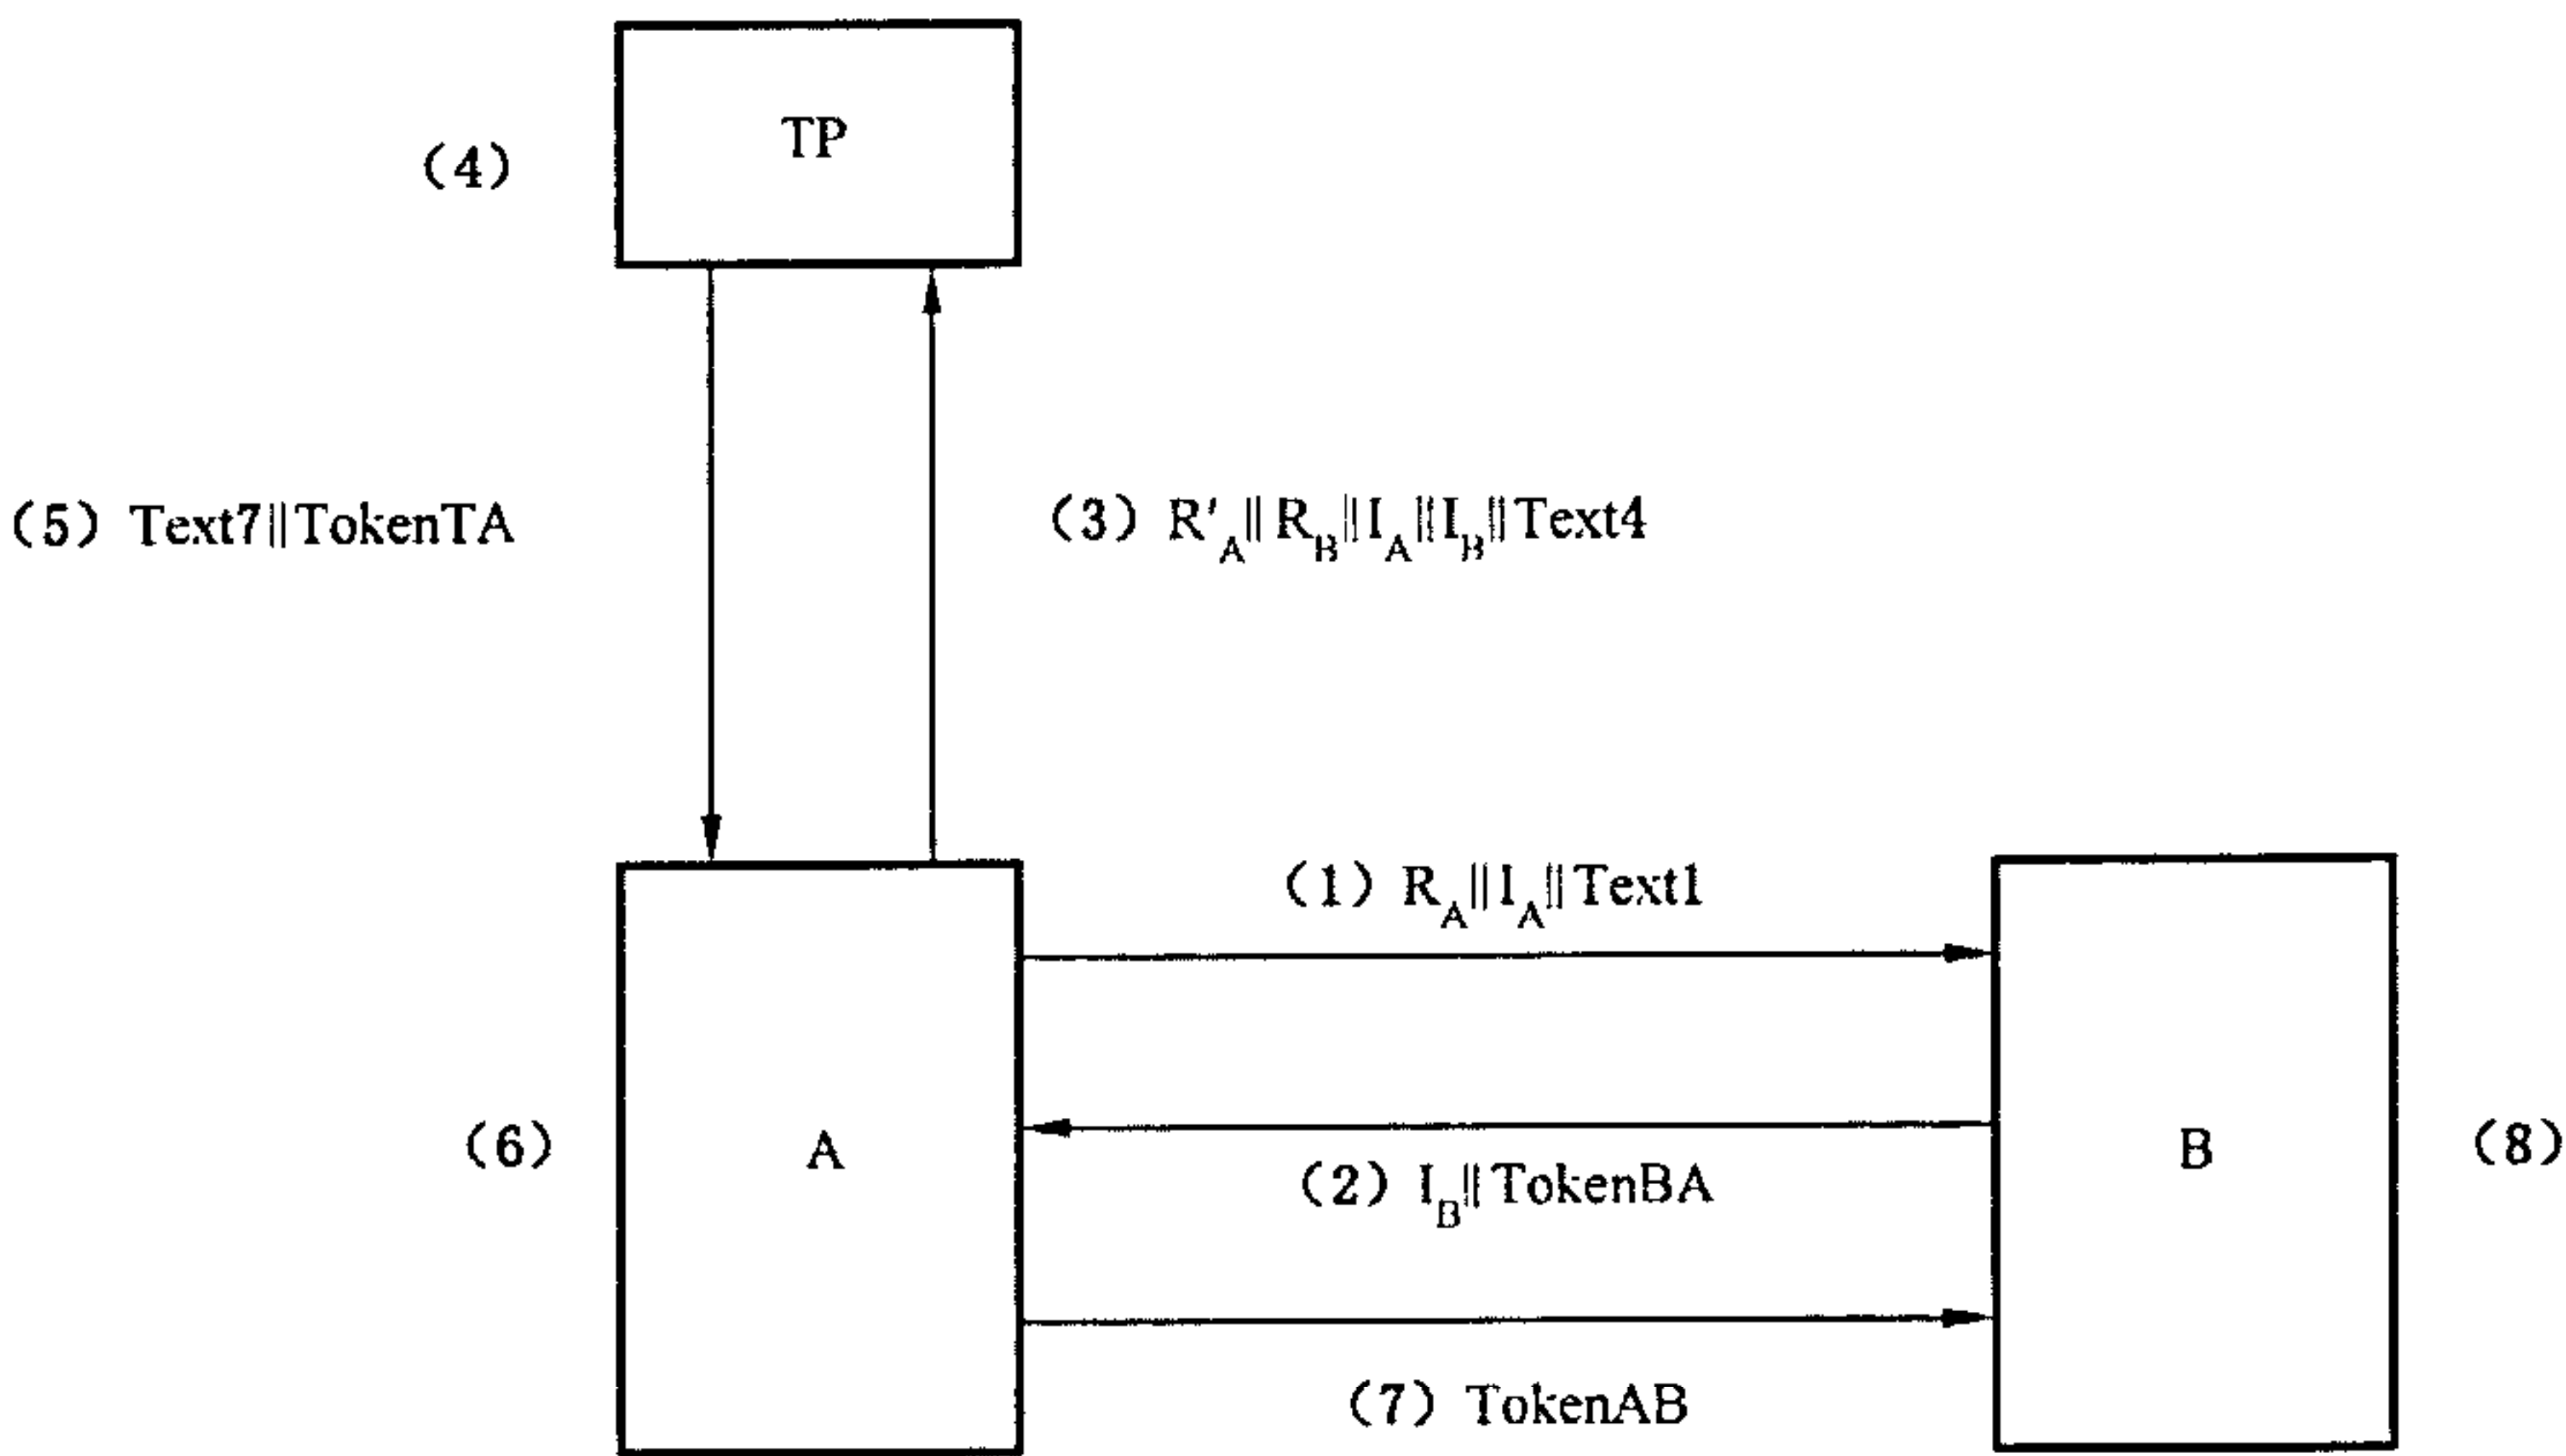 TP
（4）
（5）Text7‖TokenTA
（3）R'A‖RB‖IA‖IB‖Text4
（1）RA‖IA‖Text1
（6）
A
（2）IB‖TokenBA
B
（8）
（7）TokenAB